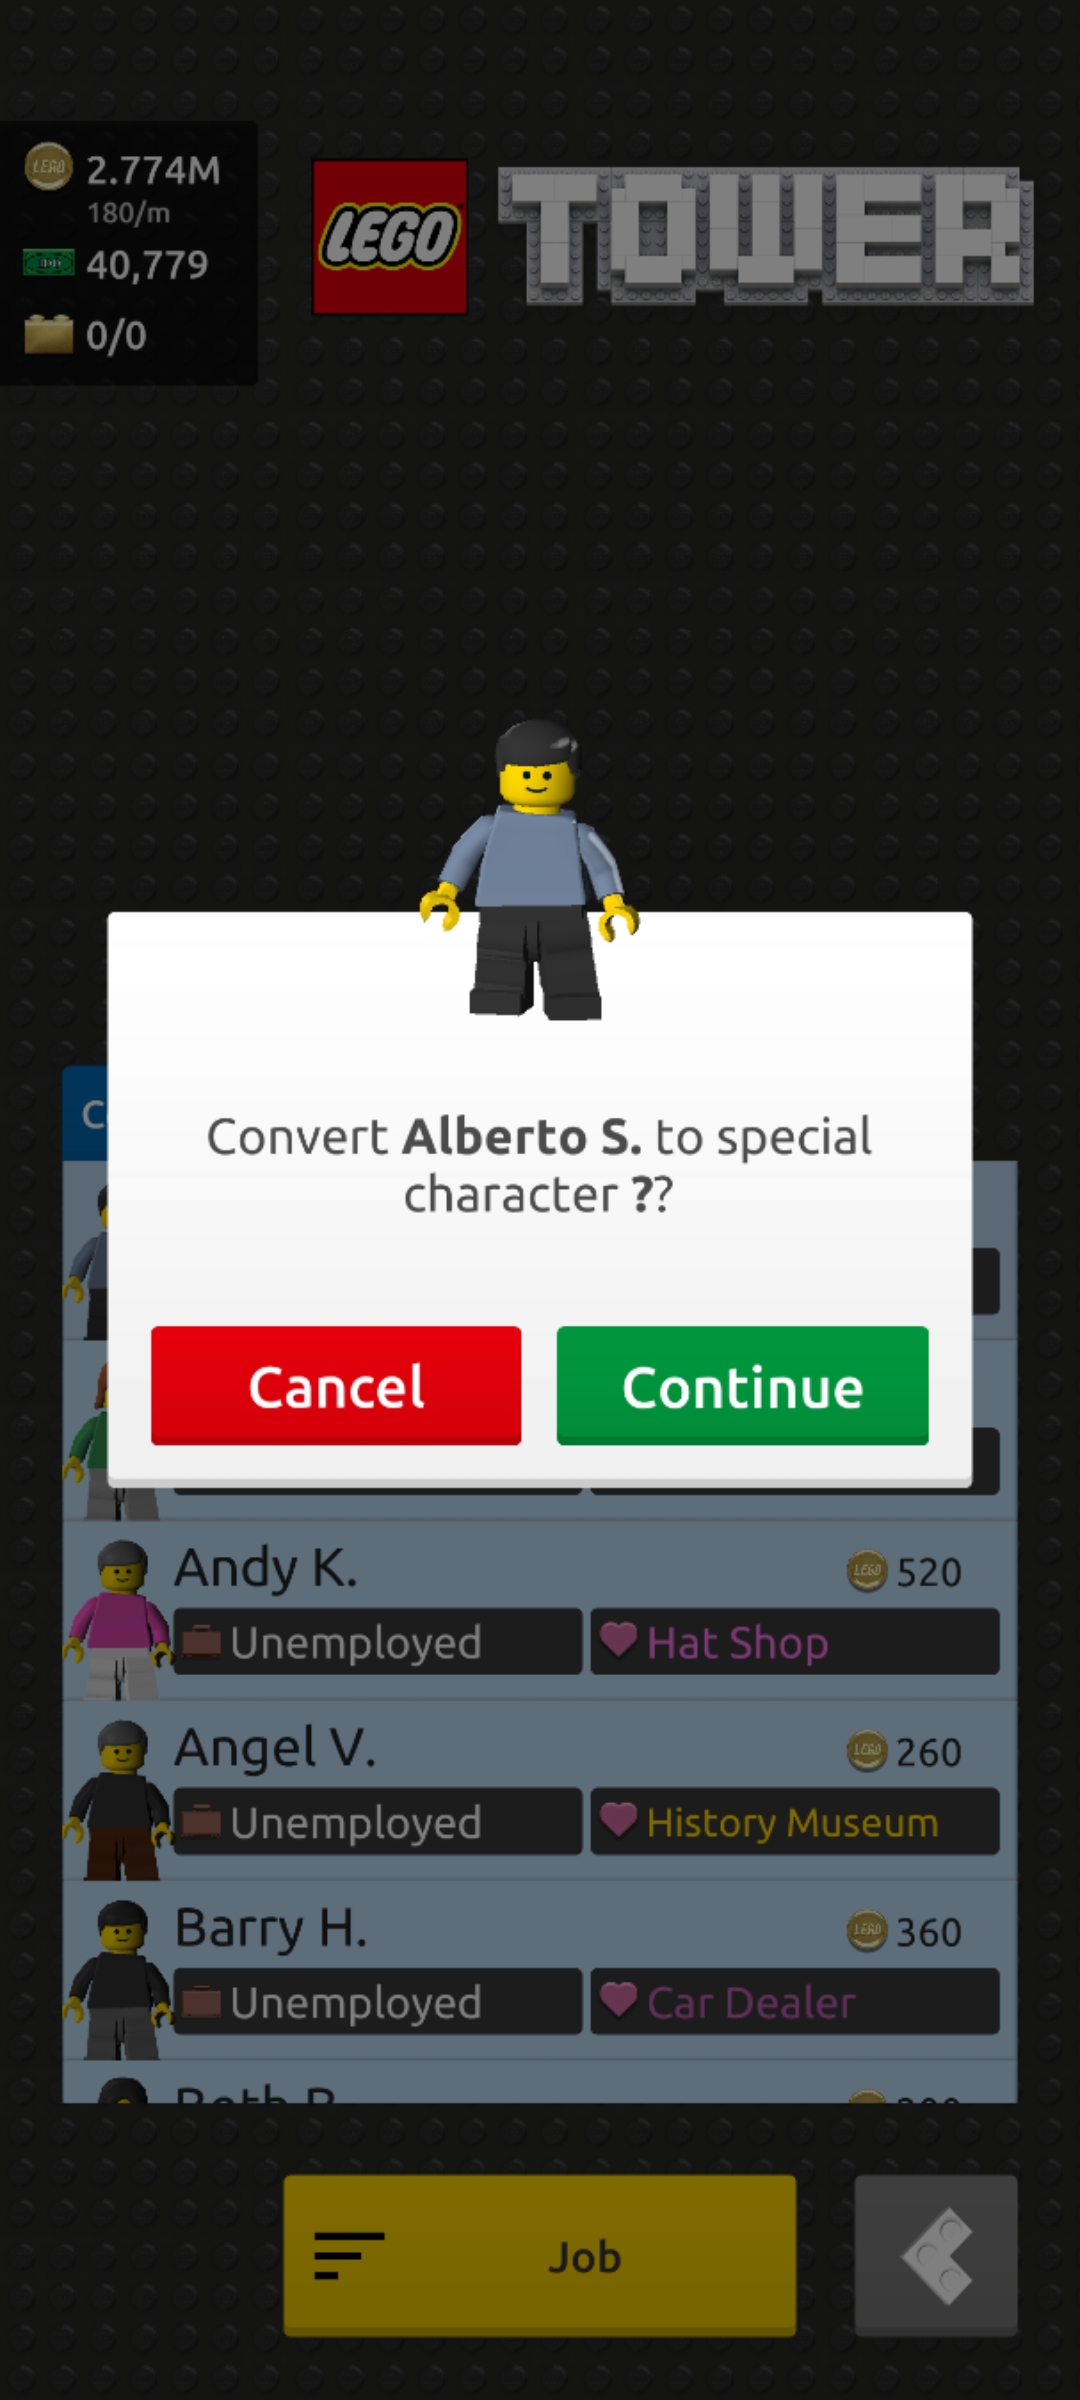 2.774M
180/m
40,779
0/0
LEGO
TOWER
Convert Alberto S. to special
character ??
Cancel
Continue
Andy K.
520
Unemployed
Hat Shop
Angel V.
260
Unemployed
History Museum
Barry H.
360
Unemployed
Car Dealer
Job